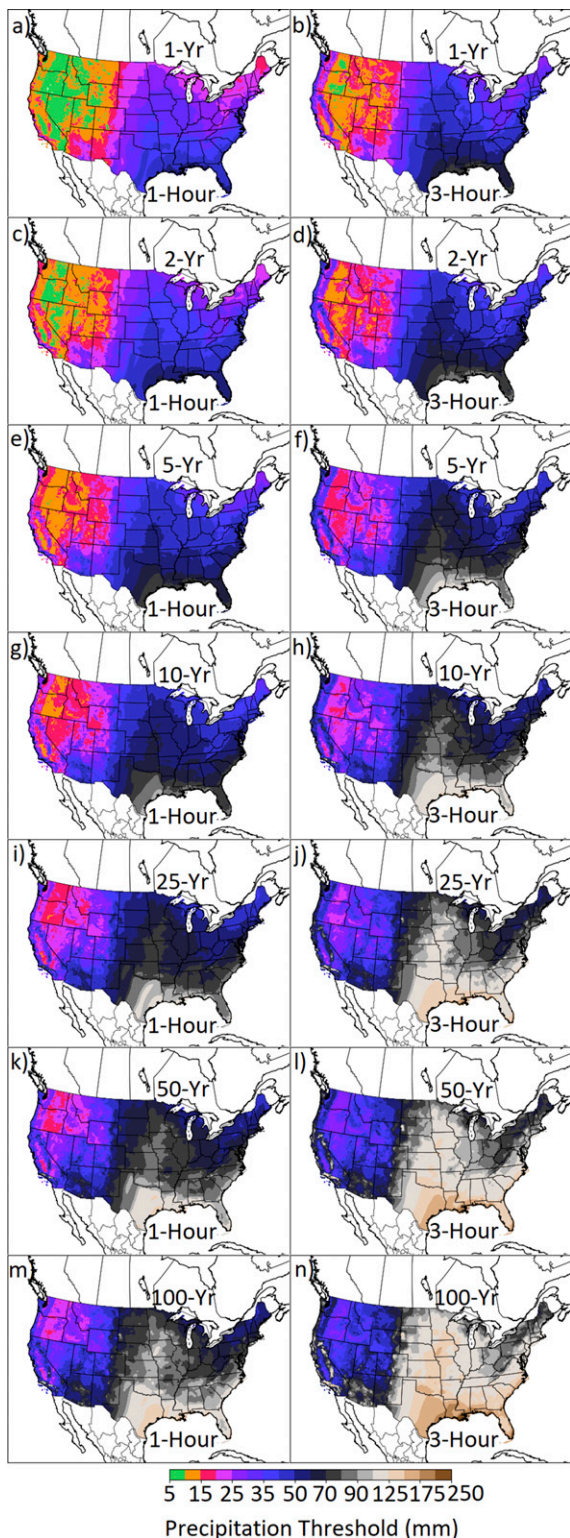 a) 1-Yr
1-Hour
b) 1-Yr
3-Hour
c) 2-Yr
1-Hour
d) 2-Yr
3-Hour
e) 5-Yr
1-Hour
f) 5-Yr
3-Hour
g) 10-Yr
1-Hour
h) 10-Yr
3-Hour
i) 25-Yr
1-Hour
j) 25-Yr
3-Hour
k) 50-Yr
1-Hour
l) 50-Yr
3-Hour
m) 100-Yr
1-Hour
n) 100-Yr
3-Hour
5 15 25 35 50 70 90 125 175 250
Precipitation Threshold (mm)